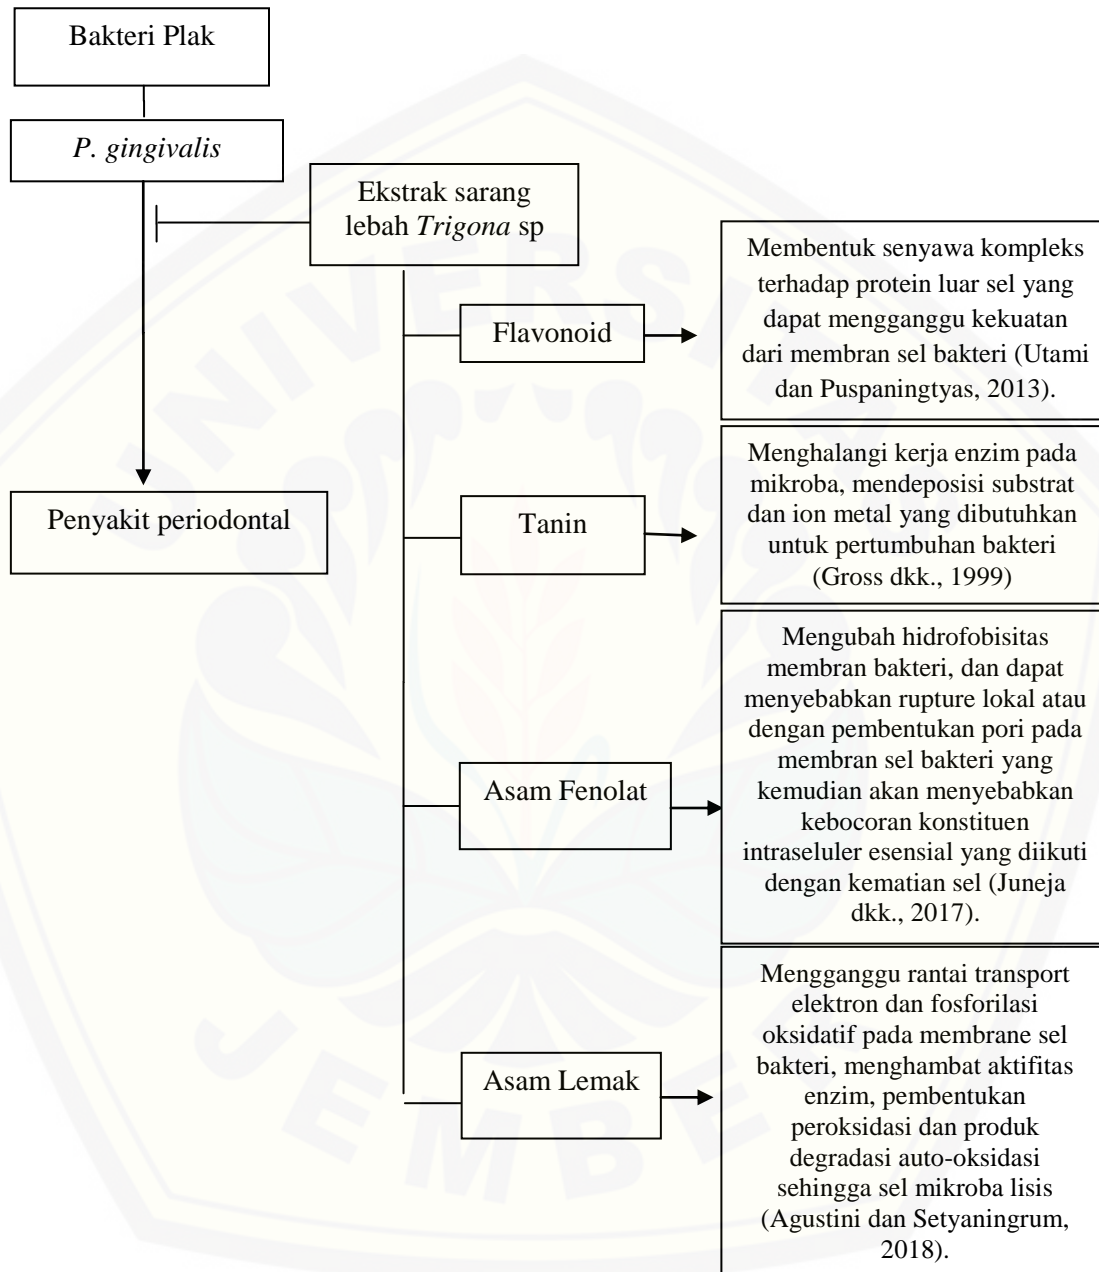 Bakteri Plak
P. gingivalis
Ekstrak sarang
lebah Trigona sp
Penyakit periodontal
Flavonoid
Membentuk senyawa kompleks
terhadap protein luar sel yang
dapat mengganggu kekuatan
dari membran sel bakteri (Utami
dan Puspaningtyas, 2013).
Tanin
Menghalangi kerja enzim pada
mikroba, mendeposisi substrat
dan ion metal yang dibutuhkan
untuk pertumbuhan bakteri
(Gross dkk., 1999)
Asam Fenolat
Mengubah hidrofobisitas
membran bakteri, dan dapat
menyebabkan rupture lokal atau
dengan pembentukan pori pada
membran sel bakteri yang
kemudian akan menyebabkan
kebocoran konstituen
intraseluler esensial yang diikuti
dengan kematian sel (Juneja
dkk., 2017).
Asam Lemak
Mengganggu rantai transport
elektron dan fosforilasi
oksidatif pada membrane sel
bakteri, menghambat aktifitas
enzim, pembentukan
peroksidasi dan produk
degradasi auto-oksidasi
sehingga sel mikroba lisis
(Agustini dan Setyaningrum,
2018).
UNIVERSITAS
JEMBER